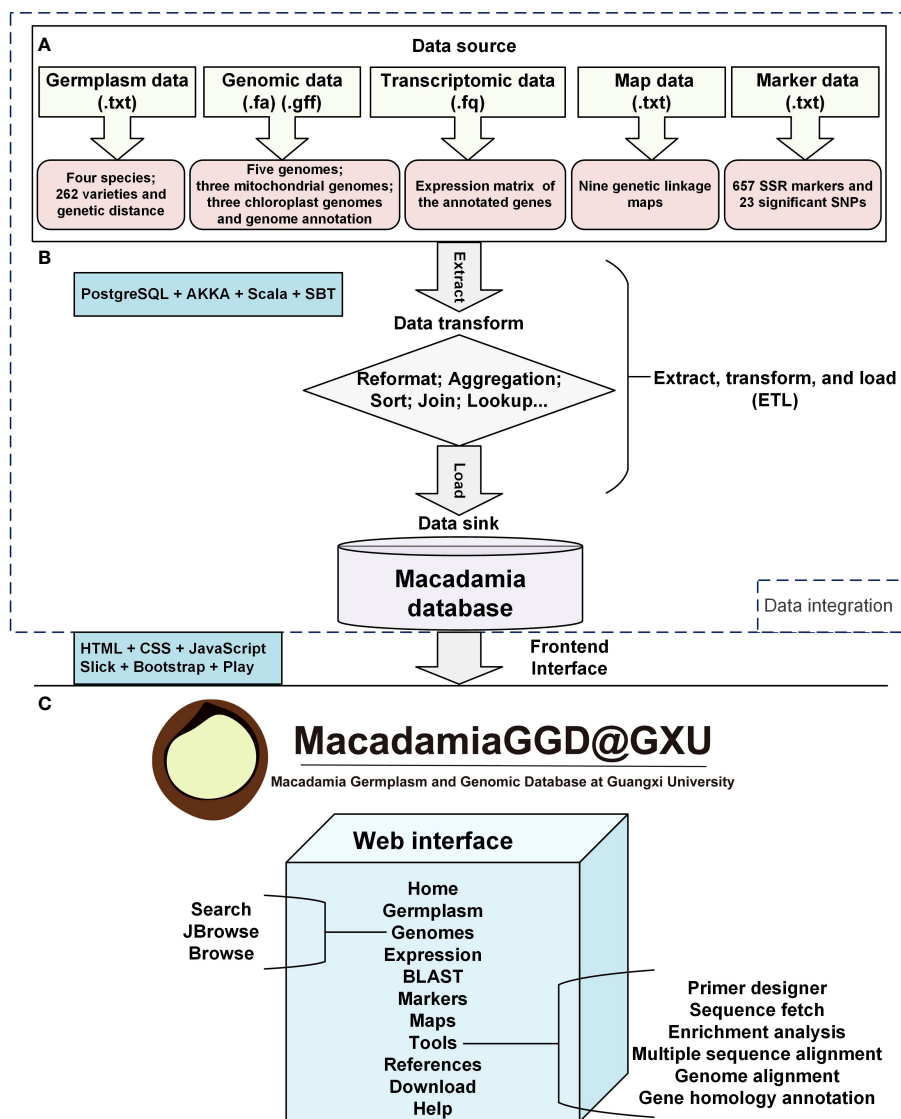 A
Data source
Germplasm data
(.txt)
Genomic data
(.fa) (.gff)
Transcriptomic data
(.fq)
Map data
(.txt)
Marker data
(.txt)
Four species;
262 varieties and
genetic distance
Five genomes;
three mitochondrial genomes;
three chloroplast genomes
and genome annotation
Expression matrix of
the annotated genes
Nine genetic linkage
maps
657 SSR markers and
23 significant SNPs
B
PostgreSQL + AKKA + Scala + SBT
Extract
Data transform
Reformat; Aggregation;
Sort; Join; Lookup...
Extract, transform, and load
(ETL)
Load
Data sink
Macadamia
database
Data integration
HTML + CSS + JavaScript
Slick + Bootstrap + Play
Frontend
Interface
C
MacadamiaGGD@GXU
Macadamia Germplasm and Genomic Database at Guangxi University
Web interface
Home
Germplasm
Genomes
Expression
BLAST
Markers
Maps
Tools
References
Download
Help
Search
JBrowse
Browse
Primer designer
Sequence fetch
Enrichment analysis
Multiple sequence alignment
Genome alignment
Gene homology annotation